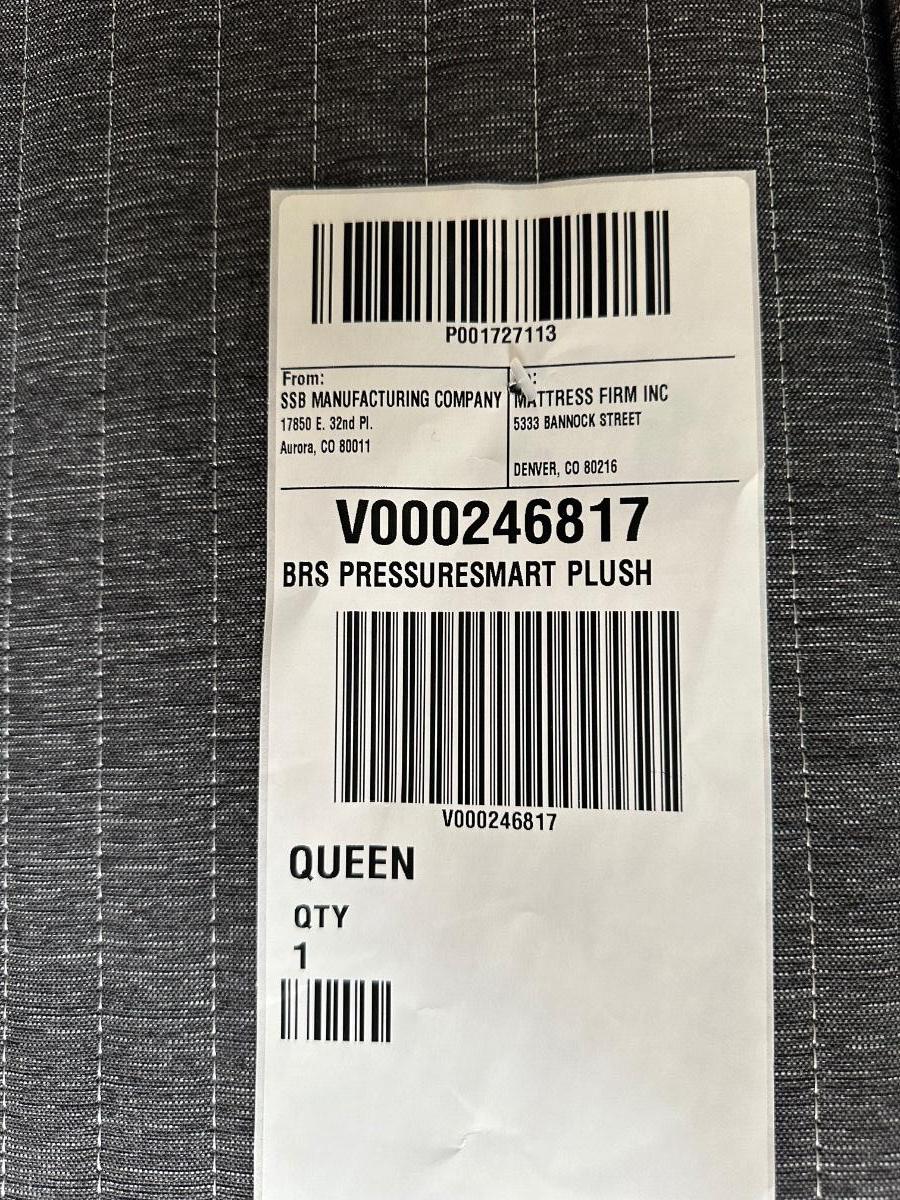 P001727113
From:
SSB MANUFACTURING COMPANY
17850 E. 32nd Pl.
Aurora, CO 80011
MATTRESS FIRM INC
5333 BANNOCK STREET
DENVER, CO 80216
V000246817
BRS PRESSURESMART PLUSH
V000246817
QUEEN
QTY
1